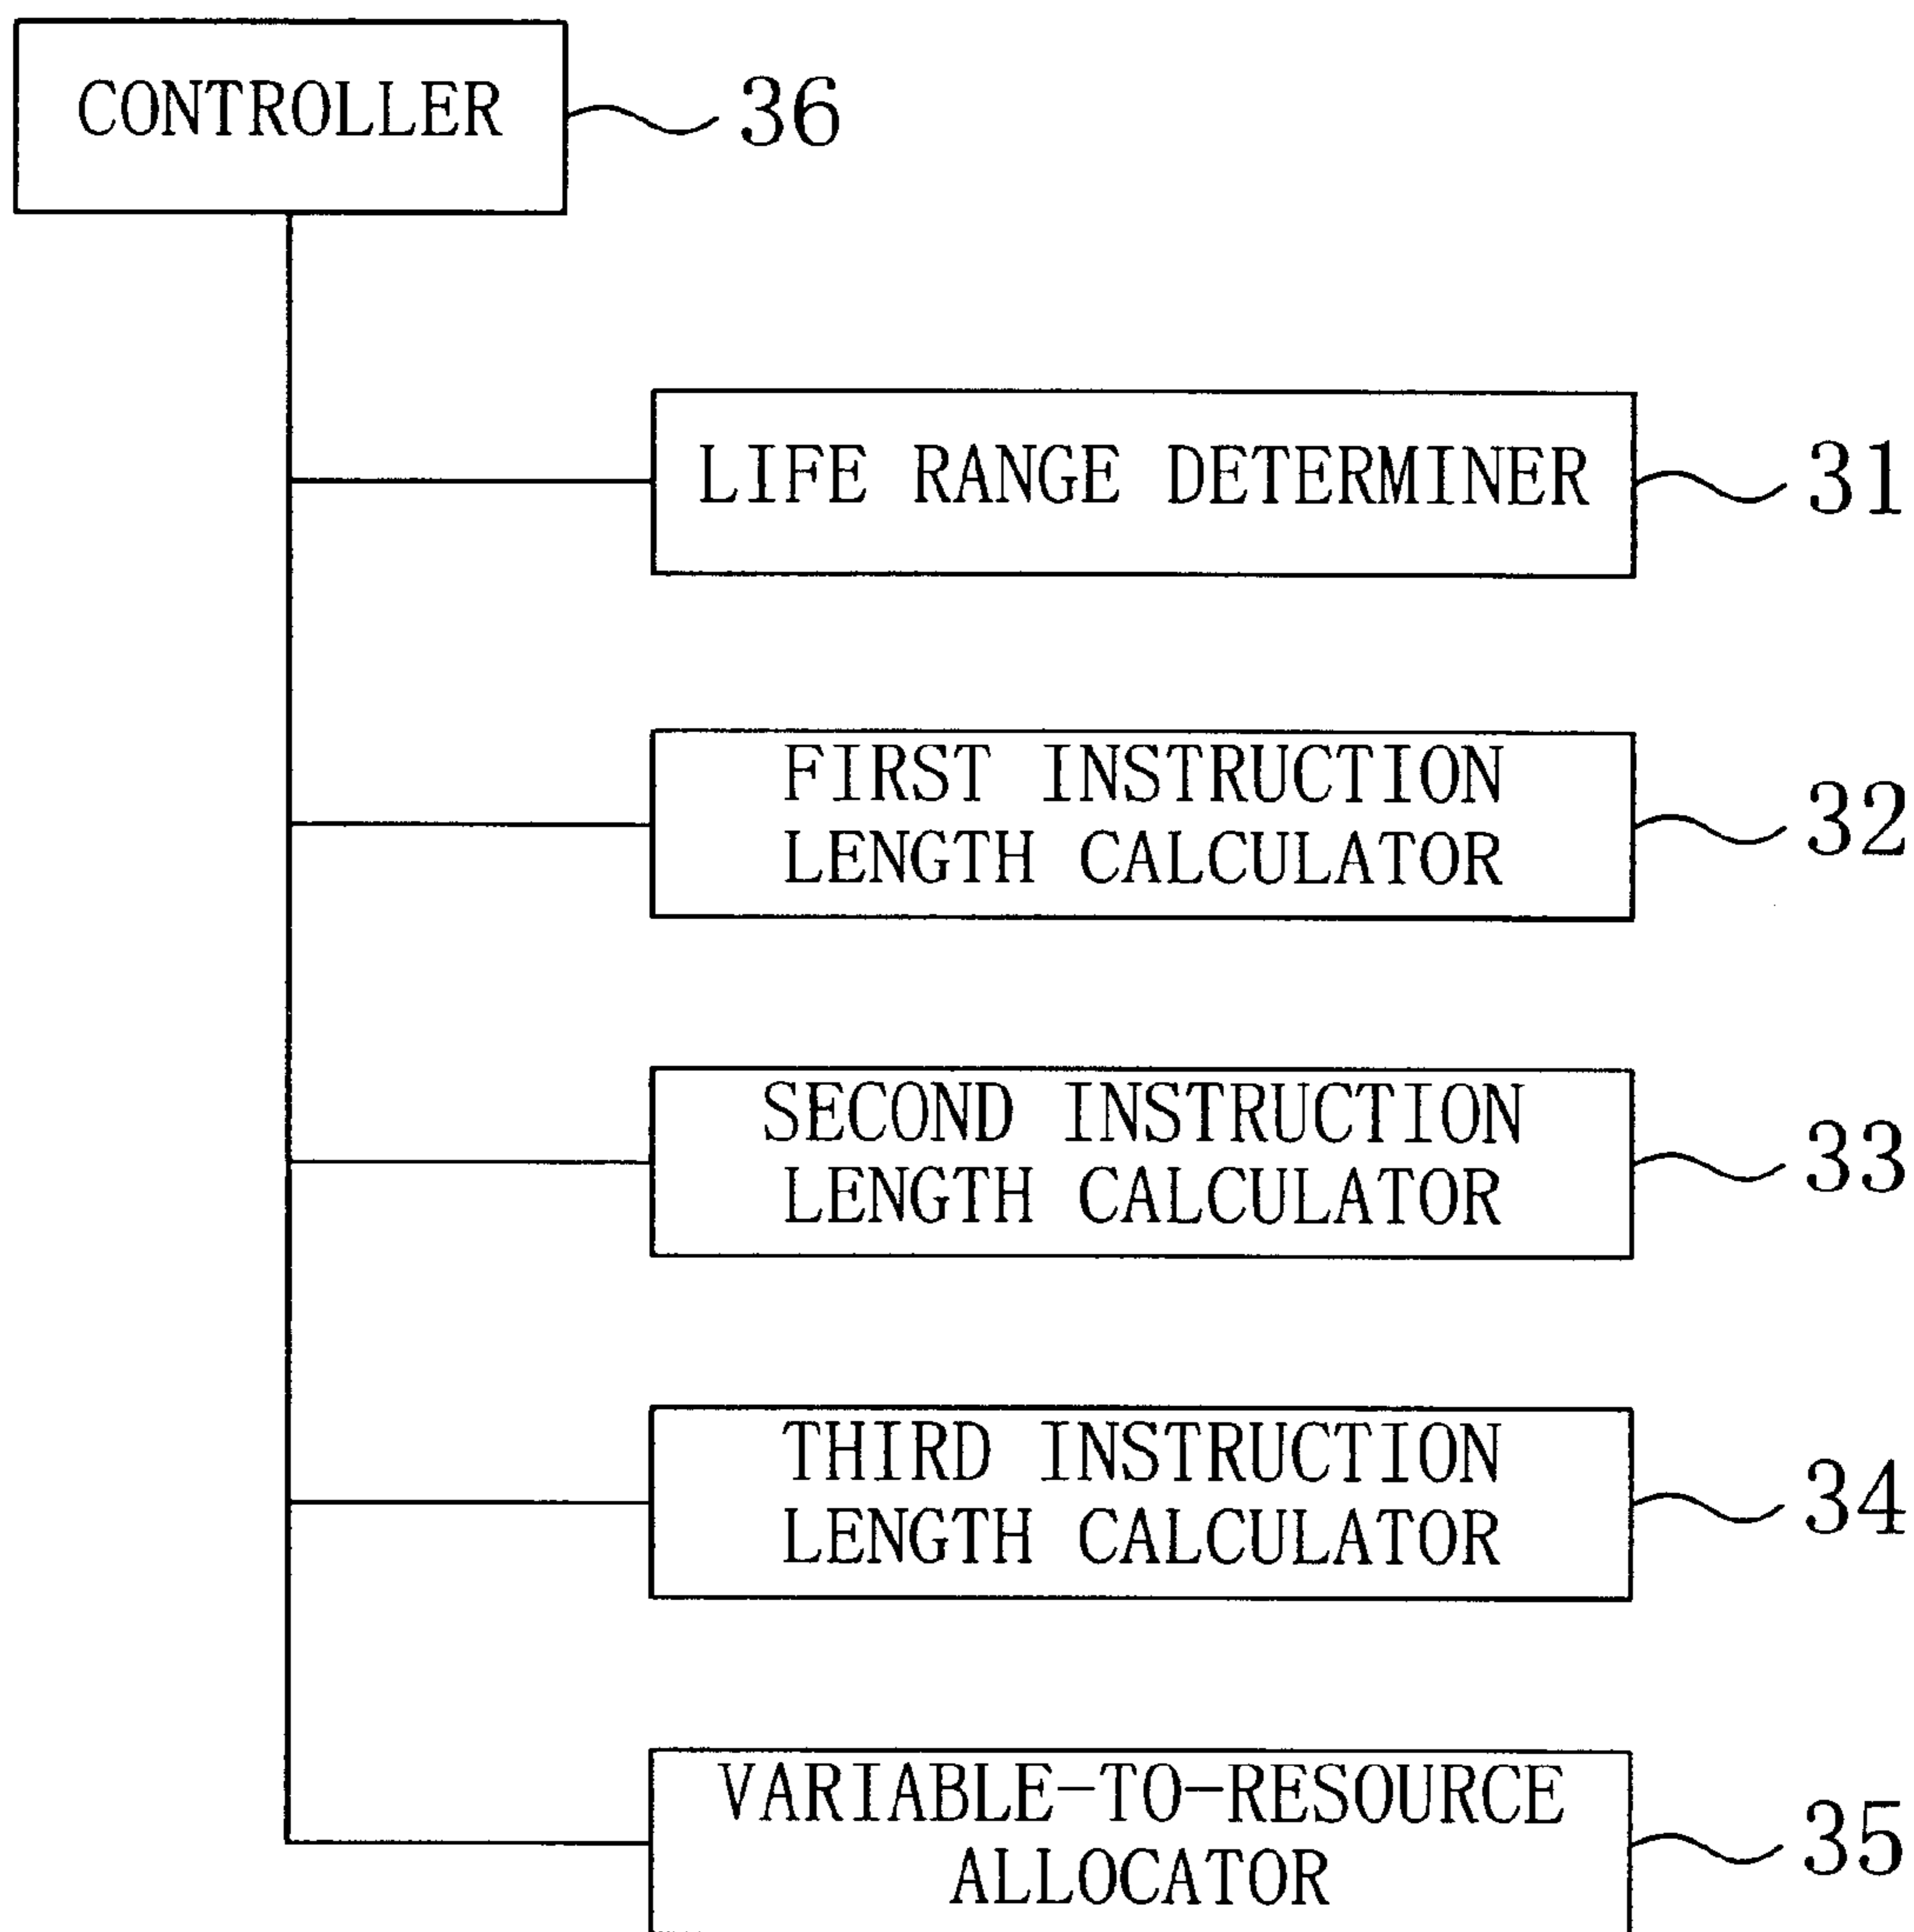 CONTROLLER
36
LIFE RANGE DETERMINER
31
FIRST INSTRUCTION
LENGTH CALCULATOR
32
SECOND INSTRUCTION
LENGTH CALCULATOR
33
THIRD INSTRUCTION
LENGTH CALCULATOR
34
VARIABLE-TO-RESOURCE
ALLOCATOR
35